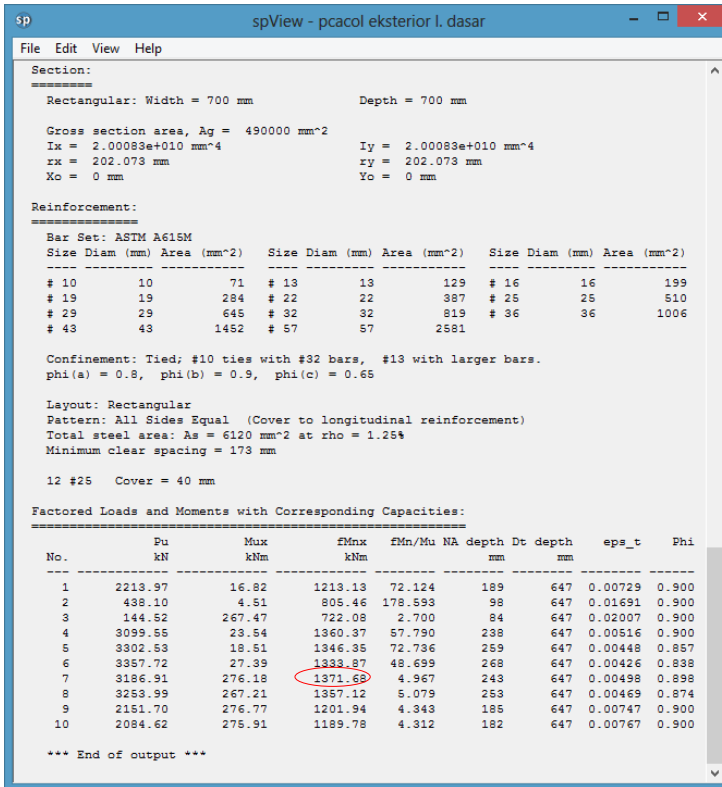 sp spView - pcacol eksterior l. dasar
File Edit View Help
Section:
========
Rectangular: Width = 700 mm Depth = 700 mm
Gross section area, Ag = 490000 mm^2
Ix = 2.00083e+010 mm^4 Iy = 2.00083e+010 mm^4
rx = 202.073 mm ry = 202.073 mm
Xo = 0 mm Yo = 0 mm
Reinforcement:
==============
Bar Set: ASTM A615M
Size Diam (mm) Area (mm^2) Size Diam (mm) Area (mm^2) Size Diam (mm) Area (mm^2)
---- --------- ----------- ---- --------- ----------- ---- --------- -----------
# 10 10 71 # 13 13 129 # 16 16 199
# 19 19 284 # 22 22 387 # 25 25 510
# 29 29 645 # 32 32 819 # 36 36 1006
# 43 43 1452 # 57 57 2581
Confinement: Tied; #10 ties with #32 bars, #13 with larger bars.
phi(a) = 0.8, phi(b) = 0.9, phi(c) = 0.65
Layout: Rectangular
Pattern: All Sides Equal (Cover to longitudinal reinforcement)
Total steel area: As = 6120 mm^2 at rho = 1.25%
Minimum clear spacing = 173 mm
12 #25 Cover = 40 mm
Factored Loads and Moments with Corresponding Capacities:
=========================================================
Pu Mux fMnx fMn/Mu NA depth Dt depth eps_t Phi
No. kN kNm kNm mm mm
--- ------------- ------------- ------------- ------- -------- -------- -------- ------
1 2213.97 16.82 1213.13 72.124 189 647 0.00729 0.900
2 438.10 4.51 805.46 178.593 98 647 0.01691 0.900
3 144.52 267.47 722.08 2.700 84 647 0.02007 0.900
4 3099.55 23.54 1360.37 57.790 238 647 0.00516 0.900
5 3302.53 18.51 1346.35 72.736 259 647 0.00448 0.857
6 3357.72 27.39 1333.87 48.699 268 647 0.00426 0.838
7 3186.91 276.18 1371.68 4.967 243 647 0.00498 0.898
8 3253.99 267.21 1357.12 5.079 253 647 0.00469 0.874
9 2151.70 276.77 1201.94 4.343 185 647 0.00747 0.900
10 2084.62 275.91 1189.78 4.312 182 647 0.00767 0.900
*** End of output ***